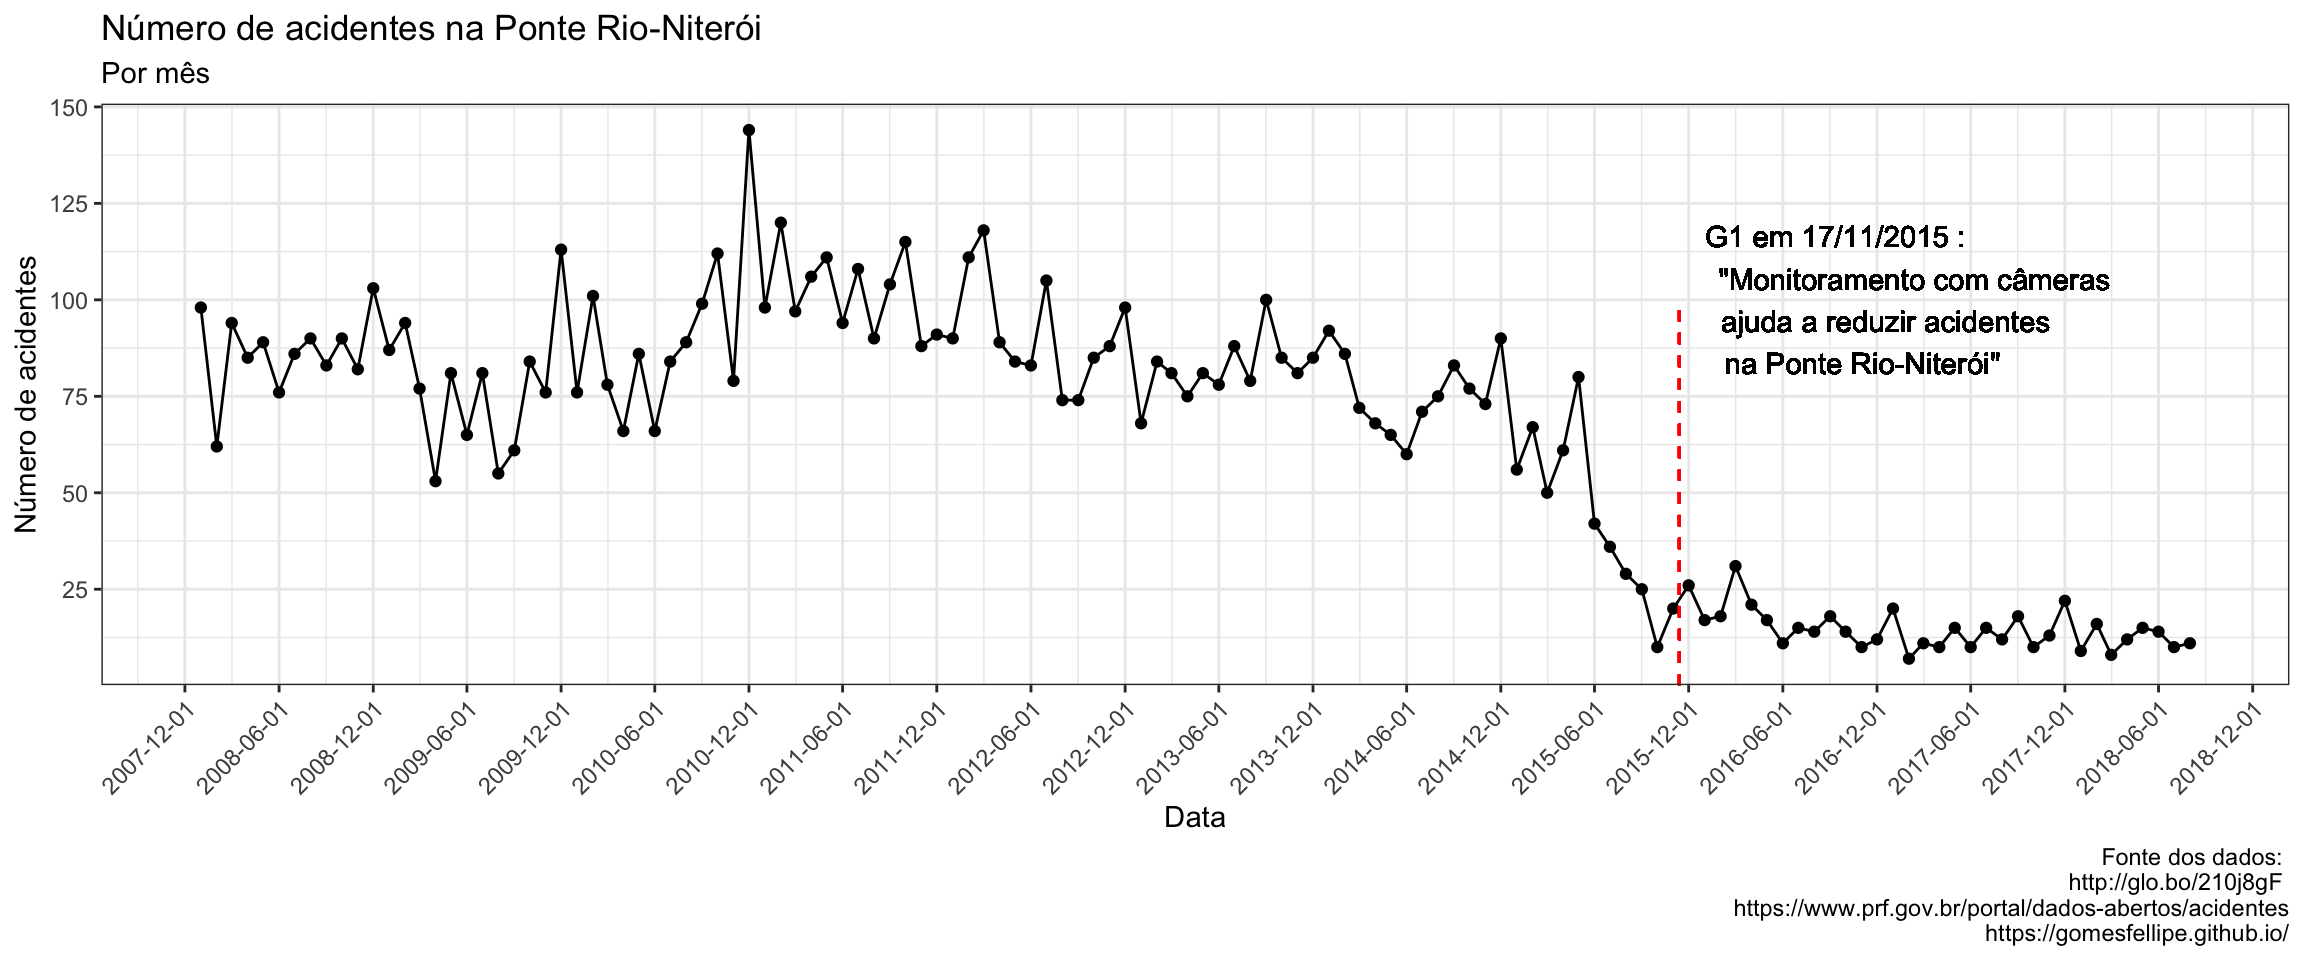 Número de acidentes na Ponte Rio-Niterói
Por mês
Número de acidentes
150
125
100
75
50
25
G1 em 17/11/2015 :
"Monitoramento com câmeras
ajuda a reduzir acidentes
na Ponte Rio-Niterói"
2007-12-01
2008-06-01
2008-12-01
2009-06-01
2009-12-01
2010-06-01
2010-12-01
2011-06-01
2011-12-01
2012-06-01
2012-12-01
2013-06-01
2013-12-01
2014-06-01
2014-12-01
2015-06-01
2015-12-01
2016-06-01
2016-12-01
2017-06-01
2017-12-01
2018-06-01
2018-12-01
Data
Fonte dos dados:
http://glo.bo/210j8gF
https://www.prf.gov.br/portal/dados-abertos/acidentes
https://gomesfellipe.github.io/